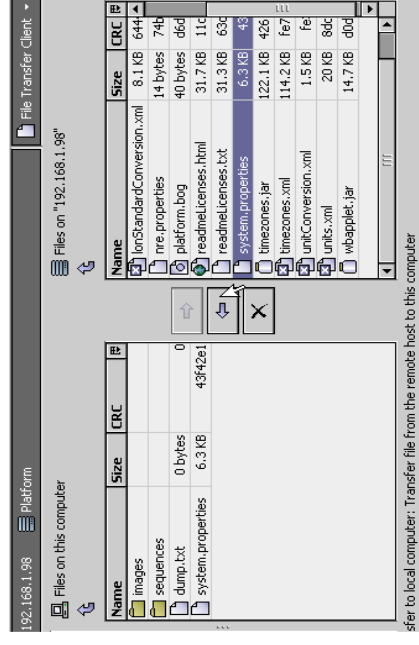 192.168.1.98 Platform File Transfer Client
Files on this computer
Name Size CRC
images
sequences
dump.txt 0 bytes 0
system.properties 6.3 KB 43f42e1
Files on "192.168.1.98"
Name Size CRC
ionStandardConversion.xml 8.1 KB 644
nre.properties 14 bytes 74b
platform.bog 40 bytes d6d
readmeLicenses.html 31.7 KB 11c
readmeLicenses.txt 31.3 KB 63c
system.properties 6.3 KB 43
timezones.jar 122.1 KB 426
timezones.xml 114.2 KB fe7
unitConversion.xml 1.5 KB fe
units.xml 20 KB 8dc
wbapplet.jar 14.7 KB d0d
sfer to local computer: Transfer file from the remote host to this computer